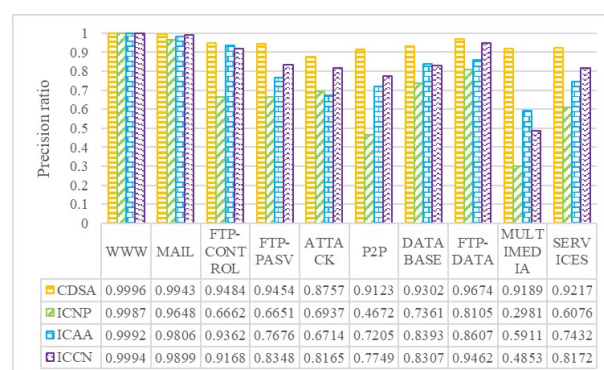 Precision ratio
1
0.9
0.8
0.7
0.6
0.5
0.4
0.3
0.2
0.1
0
WWW MAIL FTP-CONT ROL FTP-PASV ATTA CK P2P DATA BASE FTP-DATA MULT IMED IA SERV ICES
CDSA 0.9996 0.9943 0.9484 0.9454 0.8757 0.9123 0.9302 0.9674 0.9189 0.9217
ICNP 0.9987 0.9648 0.6662 0.6651 0.6937 0.4672 0.7361 0.8105 0.2981 0.6076
ICAA 0.9992 0.9806 0.9362 0.7676 0.6714 0.7205 0.8393 0.8607 0.5911 0.7432
ICCN 0.9994 0.9899 0.9168 0.8348 0.8165 0.7749 0.8307 0.9462 0.4853 0.8172